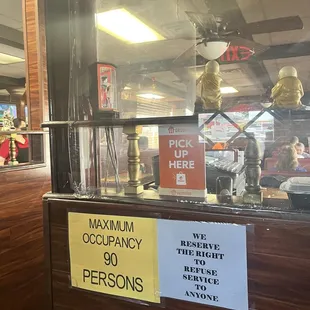 PICK UP
HERE
MAXIMUM
OCCUPANCY
90
PERSONS
WE
RESERVE
THE RIGHT
TO
REFUSE
SERVICE TO
ANYONE